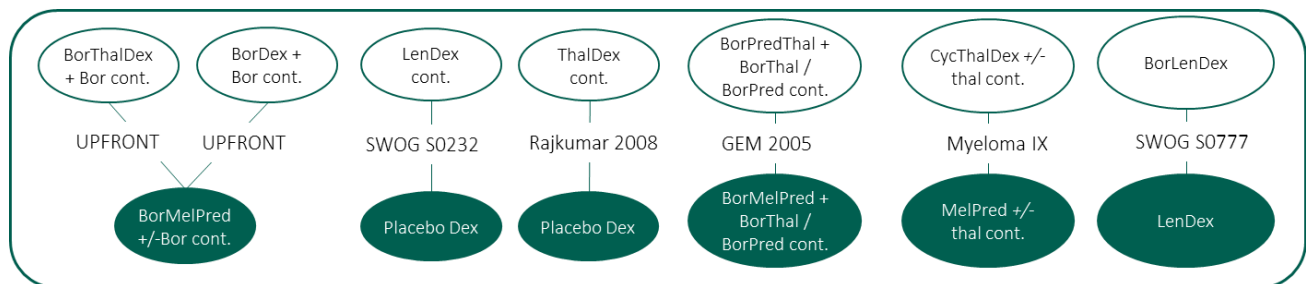 BorThalDex
+ Bor cont.
BorDex +
Bor cont.
LenDex
cont.
ThalDex
cont.
BorPredThal +
BorThal /
BorPred cont.
CycThalDex +/-
thal cont.
BorLenDex
UPFRONT
UPFRONT
SWOG S0232
Rajkumar 2008
GEM 2005
Myeloma IX
SWOG S0777
BorMelPred
+/-Bor cont.
Placebo Dex
Placebo Dex
BorMelPred +
BorThal /
BorPred cont.
MelPred +/-
thal cont.
LenDex